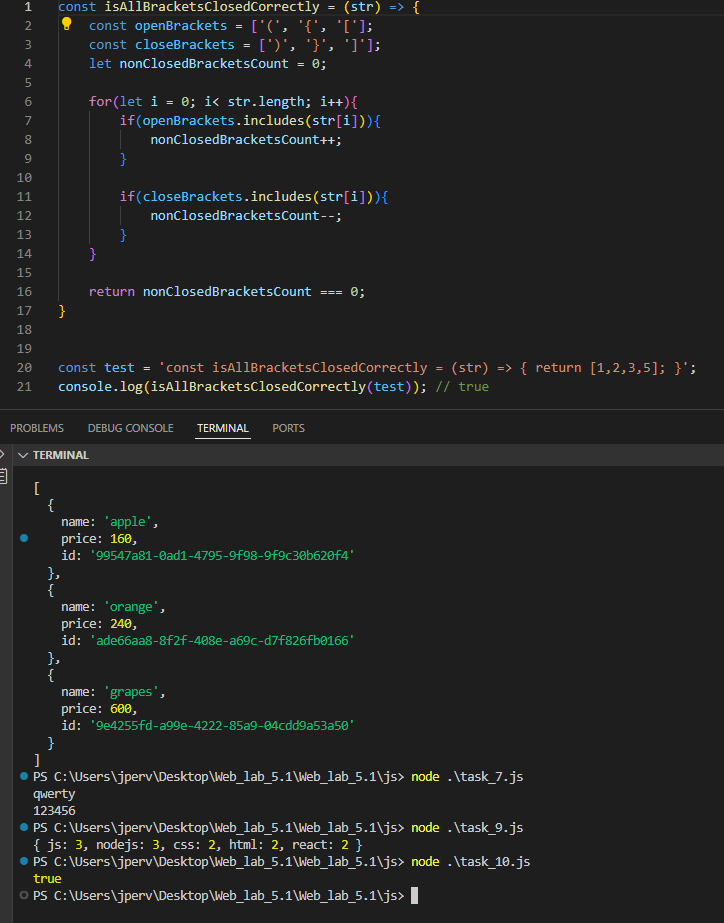 1 const isAllBracketsClosedCorrectly = (str) => {
2 const openBrackets = ['(', '{', '['];
3 const closeBrackets = [')', '}', ']'];
4 let nonClosedBracketsCount = 0;
5
6 for(let i = 0; i< str.length; i++){
7 if(openBrackets.includes(str[i])){
8 nonClosedBracketsCount++;
9 }
10
11 if(closeBrackets.includes(str[i])){
12 nonClosedBracketsCount--;
13 }
14 }
15
16 return nonClosedBracketsCount === 0;
17 }
18
19
20 const test = 'const isAllBracketsClosedCorrectly = (str) => { return [1,2,3,5]; }';
21 console.log(isAllBracketsClosedCorrectly(test)); // true
PROBLEMS DEBUG CONSOLE TERMINAL PORTS
TERMINAL
[
{
name: 'apple',
price: 160,
id: '99547a81-0ad1-4795-9f98-9f9c30b620f4'
},
{
name: 'orange',
price: 240,
id: 'ade66aa8-8f2f-408e-a69c-d7f826fb0166'
},
{
name: 'grapes',
price: 600,
id: '9e4255fd-a99e-4222-85a9-04cdd9a53a50'
}
]
PS C:\Users\jperv\Desktop\Web_lab_5.1\Web_lab_5.1\js> node .\task_7.js
qwerty
123456
PS C:\Users\jperv\Desktop\Web_lab_5.1\Web_lab_5.1\js> node .\task_9.js
{ js: 3, nodejs: 3, css: 2, html: 2, react: 2 }
PS C:\Users\jperv\Desktop\Web_lab_5.1\Web_lab_5.1\js> node .\task_10.js
true
PS C:\Users\jperv\Desktop\Web_lab_5.1\Web_lab_5.1\js>